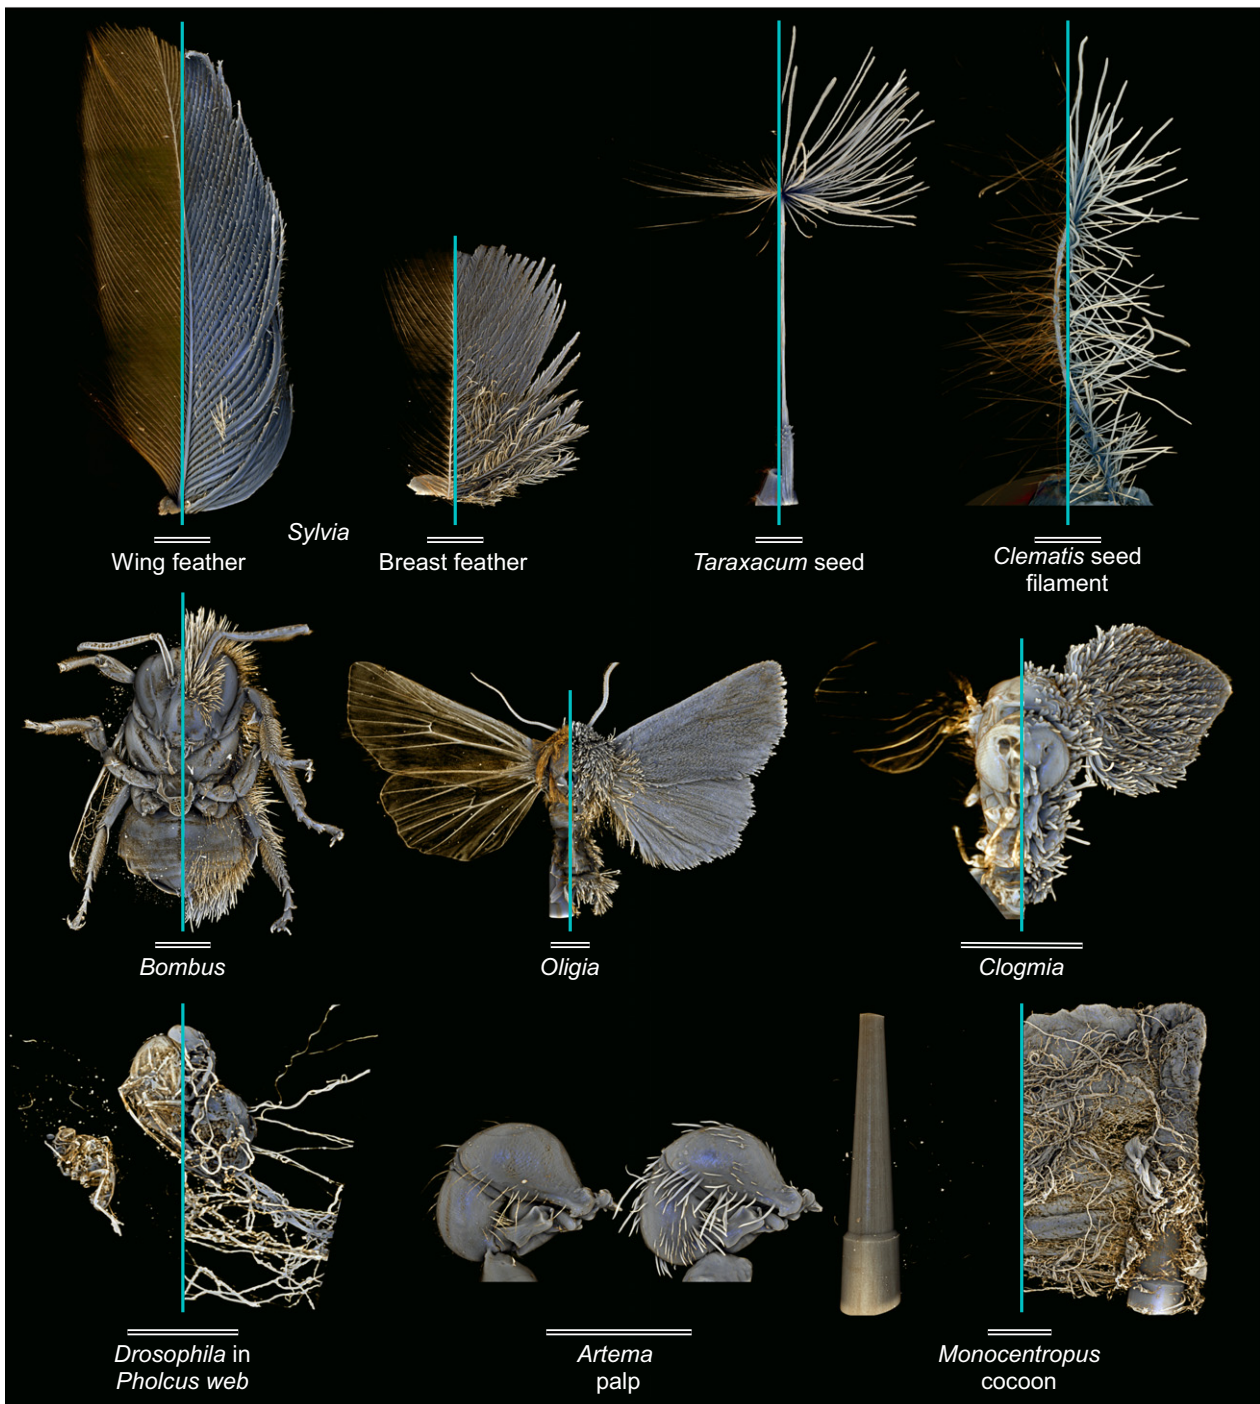 Sylvia
Wing feather
Breast feather
Taraxacum seed
Clematis seed
filament
Bombus
Oligia
Clogmia
Drosophila in
Pholcus web
Artema
palp
Monocentropus
cocoon